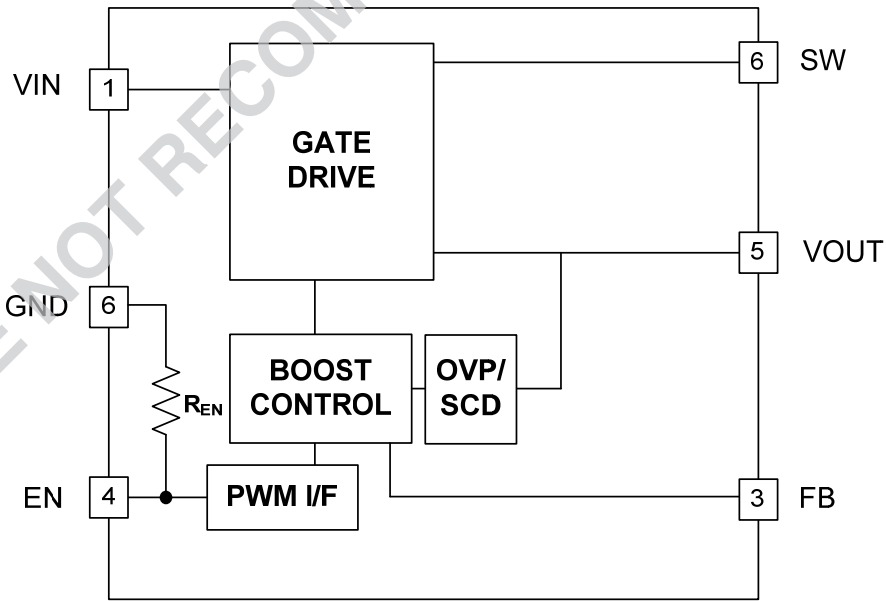 VIN
1
GATE
DRIVE
6
SW
5
VOUT
GND
6
BOOST
CONTROL
OVP/
SCD
REN
EN
4
PWM I/F
3
FB
E NOT RECOM